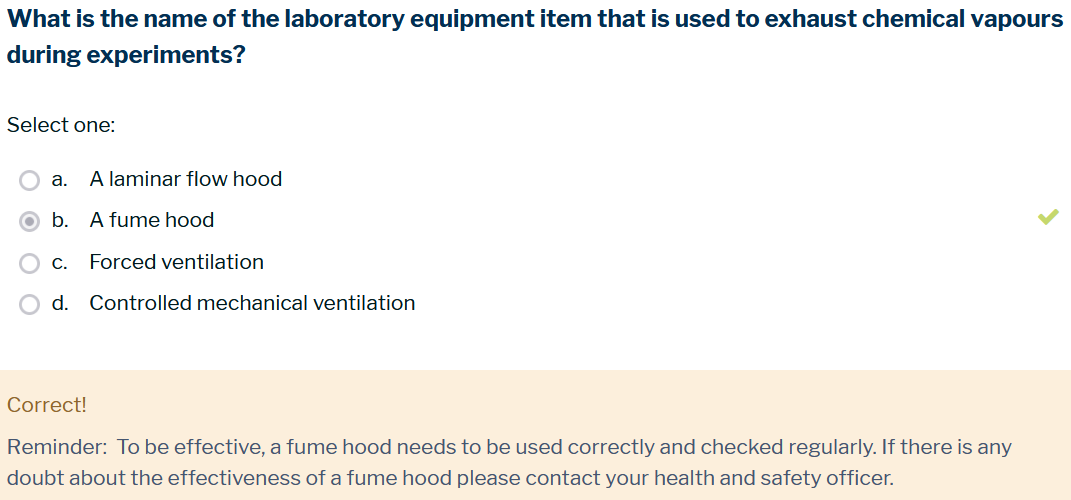 What is the name of the laboratory equipment item that is used to exhaust chemical vapours
during experiments?
Select one:
a. A laminar flow hood
b. A fume hood
c. Forced ventilation
d. Controlled mechanical ventilation
Correct!
Reminder: To be effective, a fume hood needs to be used correctly and checked regularly. If there is any
doubt about the effectiveness of a fume hood please contact your health and safety officer.